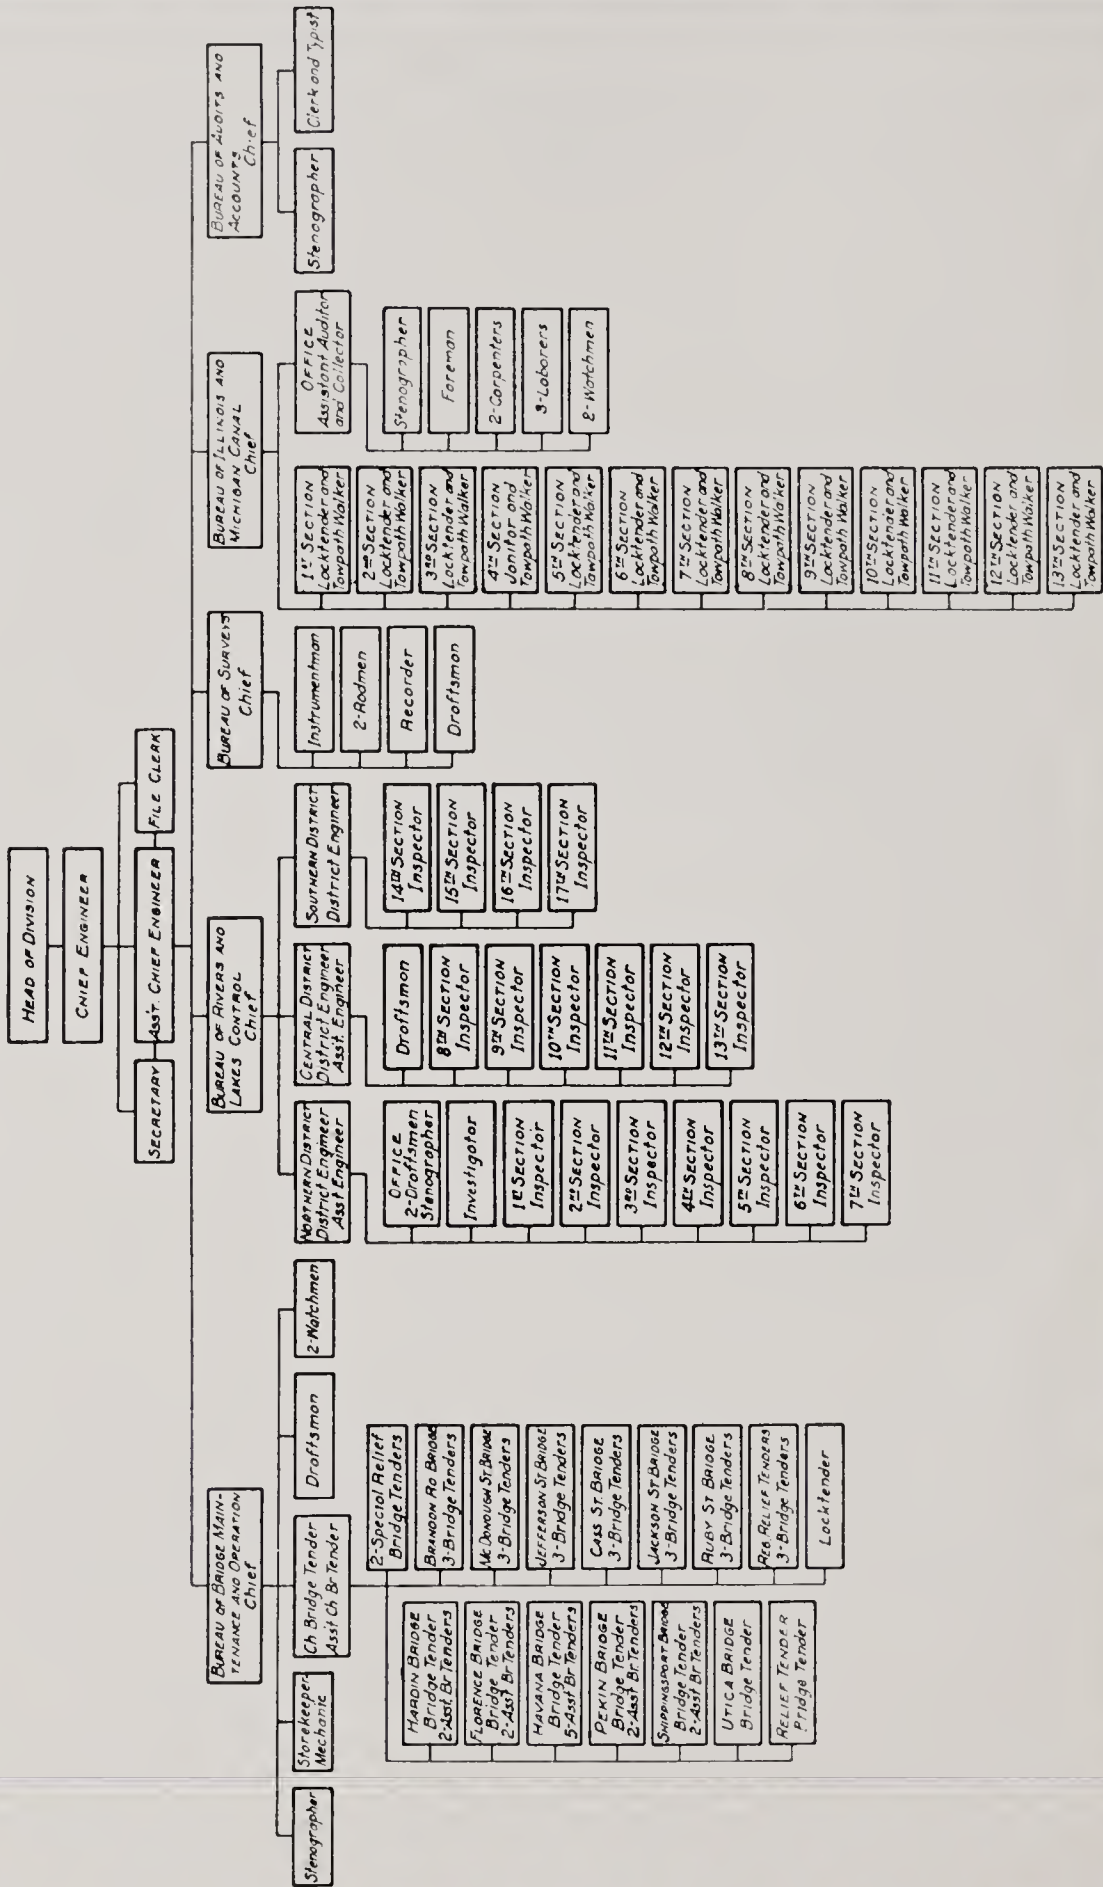 HEAD OF DIVISION
CHIEF ENGINEER
SECRETARY
ASS'T. CHIEF ENGINEER
FILE CLERK
BUREAU OF BRIDGE MAIN-
TENANCE AND OPERATION
Chief
Stenographer
Storekeeper
Mechanic
Ch Bridge Tender
Asst Ch Br Tender
Draftsman
2-Watchmen
HARDIN BRIDGE
Bridge Tender
2-Asst. Br Tenders
FLORENCE BRIDGE
Bridge Tender
2-Asst Br Tenders
HAVANA BRIDGE
Bridge Tender
5-Asst Br Tenders
PEKIN BRIDGE
Bridge Tender
2-Asst Br. Tenders
SHIPPINGSPORT BRIDGE
Bridge Tender
2-Asst Br Tenders
UTICA BRIDGE
Bridge Tender
RELIEF TENDER
Bridge Tender
2-Special Relief
Bridge Tenders
BRANDON RD BRIDGE
3-Bridge Tenders
McDONOUGH ST. BRIDGE
3-Bridge Tenders
JEFFERSON ST BRIDGE
3-Bridge Tenders
CASS ST. BRIDGE
3-Bridge Tenders
JACKSON ST BRIDGE
3-Bridge Tenders
RUBY ST BRIDGE
3-Bridge Tenders
REG. RELIEF TENDERS
3-Bridge Tenders
Locktender
BUREAU OF RIVERS AND
LAKES CONTROL
Chief
NORTHERN DISTRICT
District Engineer
Asst Engineer
OFFICE
2-Draftsmen
Stenographer
Investigator
1st SECTION
Inspector
2nd SECTION
Inspector
3rd SECTION
Inspector
4th SECTION
Inspector
5th SECTION
Inspector
6th SECTION
Inspector
7th SECTION
Inspector
CENTRAL DISTRICT
District Engineer
Asst. Engineer
Draftsman
8th SECTION
Inspector
9th SECTION
Inspector
10th SECTION
Inspector
11th SECTION
Inspector
12th SECTION
Inspector
13th SECTION
Inspector
SOUTHERN DISTRICT
District Engineer
14th SECTION
Inspector
15th SECTION
Inspector
16th SECTION
Inspector
17th SECTION
Inspector
BUREAU OF SURVEYS
Chief
Instrumentman
2-Rodmen
Recorder
Draftsman
BUREAU OF ILLINOIS AND
MICHIGAN CANAL
Chief
1st SECTION
Locktender and
Towpath Walker
2nd SECTION
Locktender and
Towpath Walker
3rd SECTION
Locktender and
Towpath Walker
4th SECTION
Janitor and
Towpath Walker
5th SECTION
Locktender and
Towpath Walker
6th SECTION
Locktender and
Towpath Walker
7th SECTION
Locktender and
Towpath Walker
8th SECTION
Locktender and
Towpath Walker
9th SECTION
Locktender and
Towpath Walker
10th SECTION
Locktender and
Towpath Walker
11th SECTION
Locktender and
Towpath Walker
12th SECTION
Locktender and
Towpath Walker
13th SECTION
Locktender and
Towpath Walker
OFFICE
Assistant Auditor
and Collector
Stenographer
Foreman
2-Carpenters
3-Laborers
2-Watchmen
BUREAU OF AUDITS AND
ACCOUNTS
Chief
Stenographer
Clerk and Typist